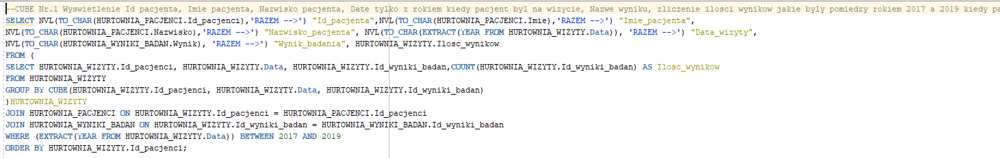 --CUBE Nr.1 Wyswietlenie Id pacjenta, Imie pacjenta, Nazwisko pacjenta, Date tylko z rokiem kiedy pacjent byl na wizycie, Nazwe wyniku, zliczenie ilosci wynikow jakie byly pomiedzy rokiem 2017 a 2019 kiedy pa
SELECT NVL(TO_CHAR(HURTOWNIA_PACJENCI.Id_pacjenci),'RAZEM -->') "Id_pacjenta",NVL(TO_CHAR(HURTOWNIA_PACJENCI.Imie),'RAZEM -->') "Imie_pacjenta",
NVL(TO_CHAR(HURTOWNIA_PACJENCI.Nazwisko),'RAZEM -->') "Nazwisko_pacjenta", NVL(TO_CHAR(EXTRACT(YEAR FROM HURTOWNIA_WIZYTY.Data)), 'RAZEM -->') "Data_wizyty",
NVL(TO_CHAR(HURTOWNIA_WYNIKI_BADAN.Wynik), 'RAZEM -->') "Wynik_badania", HURTOWNIA_WIZYTY.Ilosc_wynikow
FROM (
SELECT HURTOWNIA_WIZYTY.Id_pacjenci, HURTOWNIA_WIZYTY.Data, HURTOWNIA_WIZYTY.Id_wyniki_badan,COUNT(HURTOWNIA_WIZYTY.Id_wyniki_badan) AS Ilosc_wynikow
FROM HURTOWNIA_WIZYTY
GROUP BY CUBE(HURTOWNIA_WIZYTY.Id_pacjenci, HURTOWNIA_WIZYTY.Data, HURTOWNIA_WIZYTY.Id_wyniki_badan)
)HURTOWNIA_WIZYTY
JOIN HURTOWNIA_PACJENCI ON HURTOWNIA_WIZYTY.Id_pacjenci = HURTOWNIA_PACJENCI.Id_pacjenci
JOIN HURTOWNIA_WYNIKI_BADAN ON HURTOWNIA_WIZYTY.Id_wyniki_badan = HURTOWNIA_WYNIKI_BADAN.Id_wyniki_badan
WHERE (EXTRACT(YEAR FROM HURTOWNIA_WIZYTY.Data)) BETWEEN 2017 AND 2019
ORDER BY HURTOWNIA_WIZYTY.Id_pacjenci;